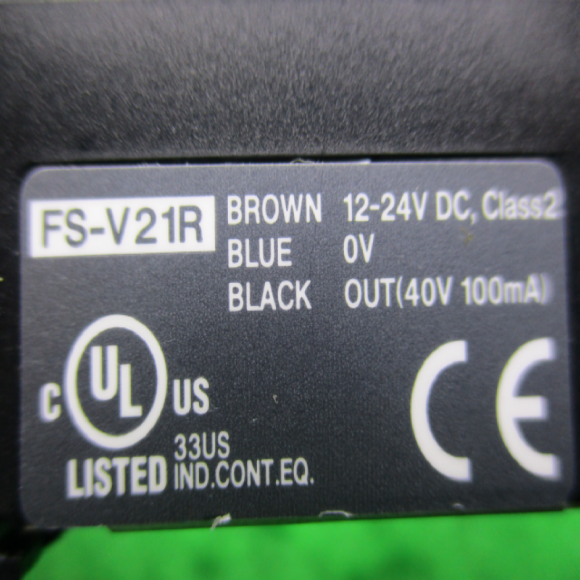 FS-V21R
BROWN 12-24V DC, Class2
BLUE 0V
BLACK OUT(40V 100mA)
C UL US
LISTED
33US
IND.CONT.EQ.
CE